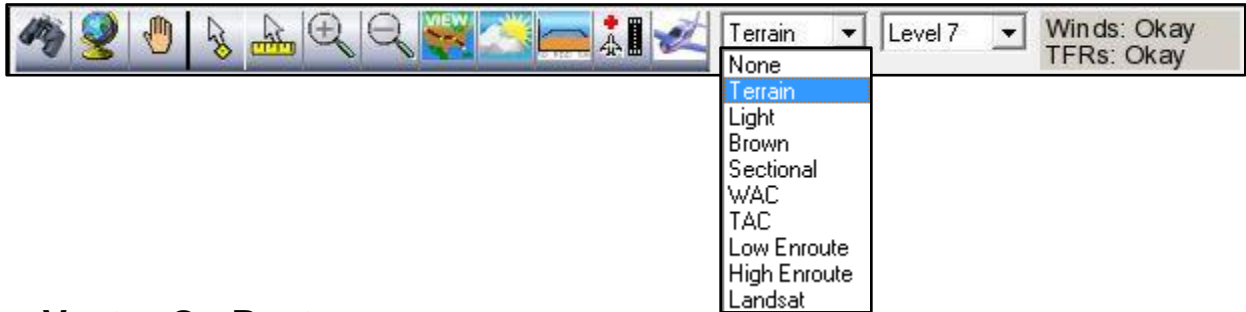 VIEW
Terrain
Level 7
Winds: Okay
TFRs: Okay
None
Terrain
Light
Brown
Sectional
WAC
TAC
Low Enroute
High Enroute
Landsat